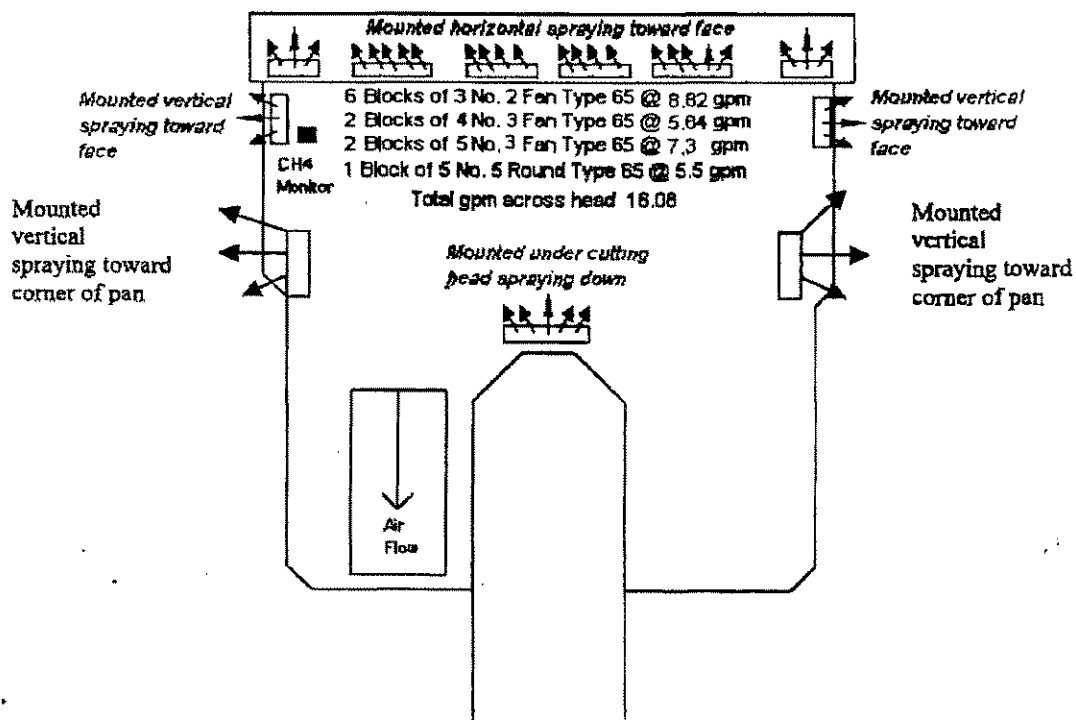 Mounted horizontal spraying toward face
Mounted vertical
spraying toward
face
6 Blocks of 3 No. 2 Fan Type 65 @ 8.82 gpm
2 Blocks of 4 No. 3 Fan Type 65 @ 5.84 gpm
2 Blocks of 5 No. 3 Fan Type 65 @ 7.3 gpm
1 Block of 5 No. 5 Round Type 65 @ 5.5 gpm
Total gpm across head 16.08
Mounted vertical
spraying toward
face
CH4
Monitor
Mounted
vertical
spraying toward
corner of pan
Mounted under cutting
head spraying down
Mounted
vertical
spraying toward
corner of pan
Air
Flow